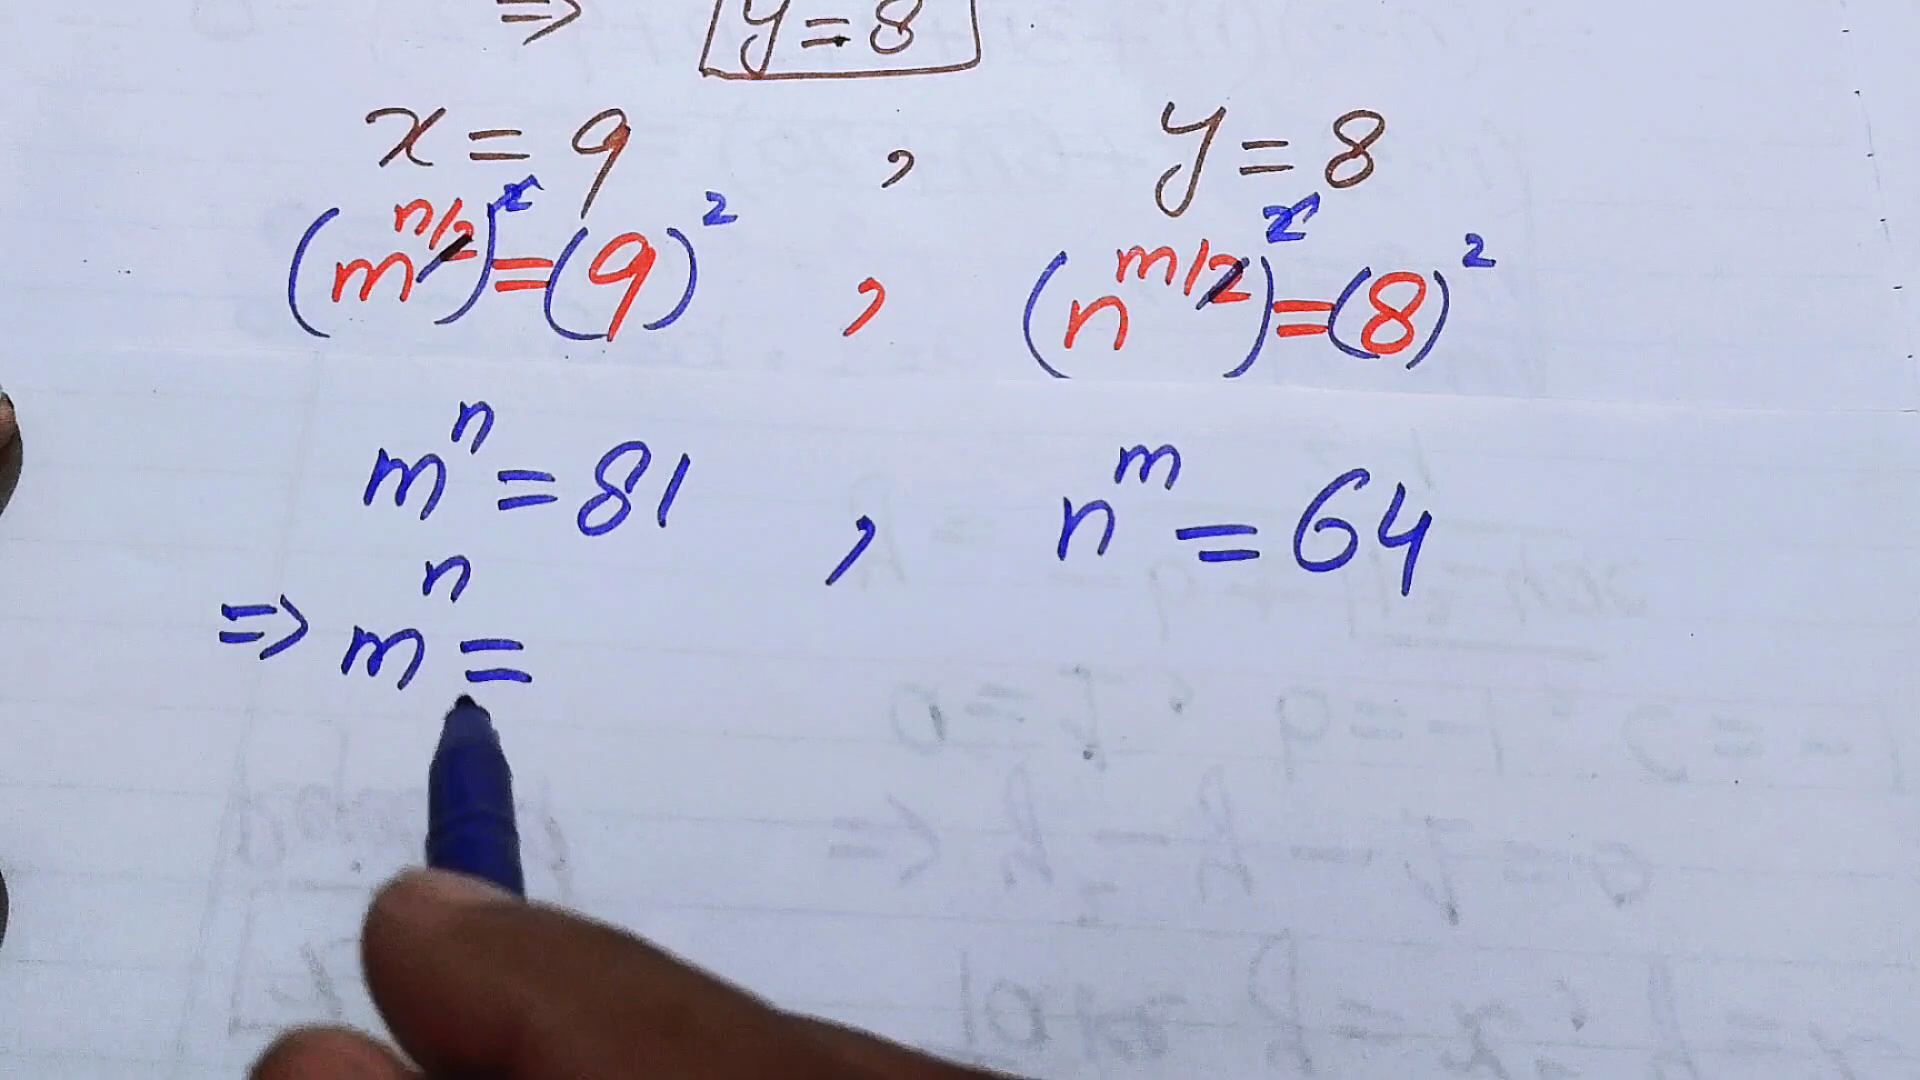 ⇒ y = 8
x = 9 , y = 8
(m^{n/2})^2 = (9)^2 , (n^{m/2})^2 = (8)^2
m^n = 81 , n^m = 64
⇒ m^n =